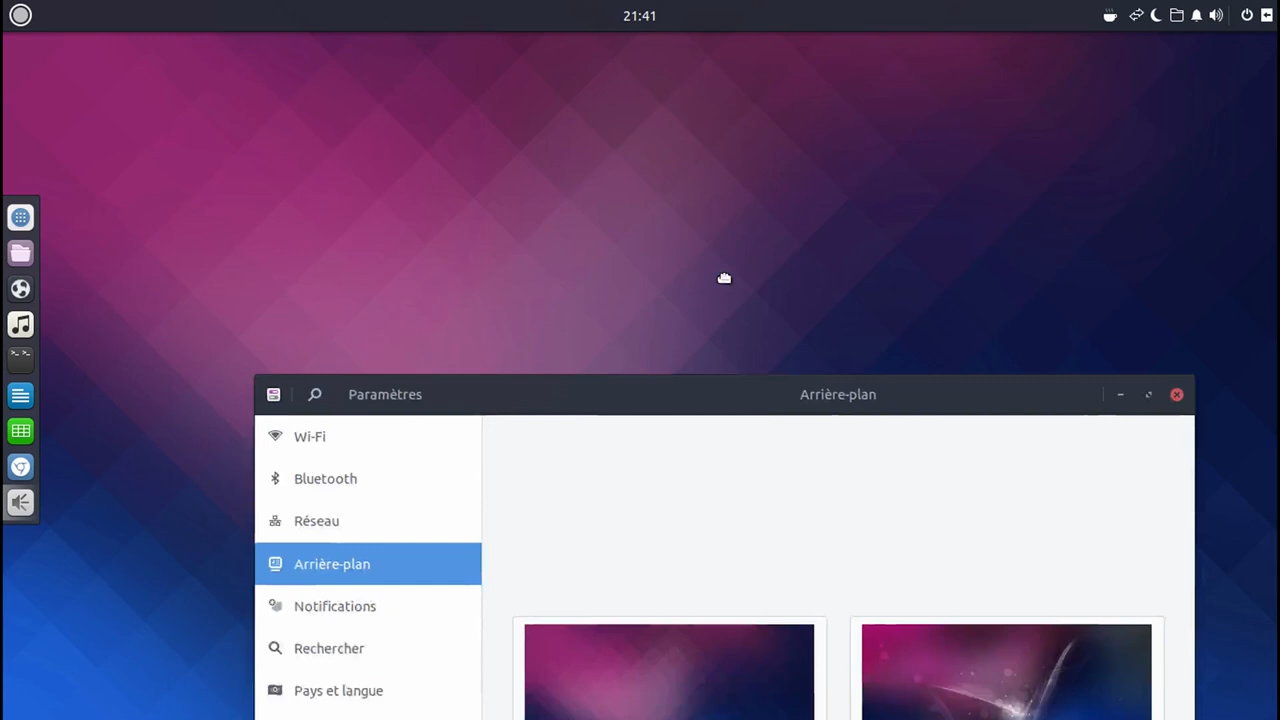 21:41
Paramètres
Arrière-plan
Wi-Fi
Bluetooth
Réseau
Arrière-plan
Notifications
Rechercher
Pays et langue